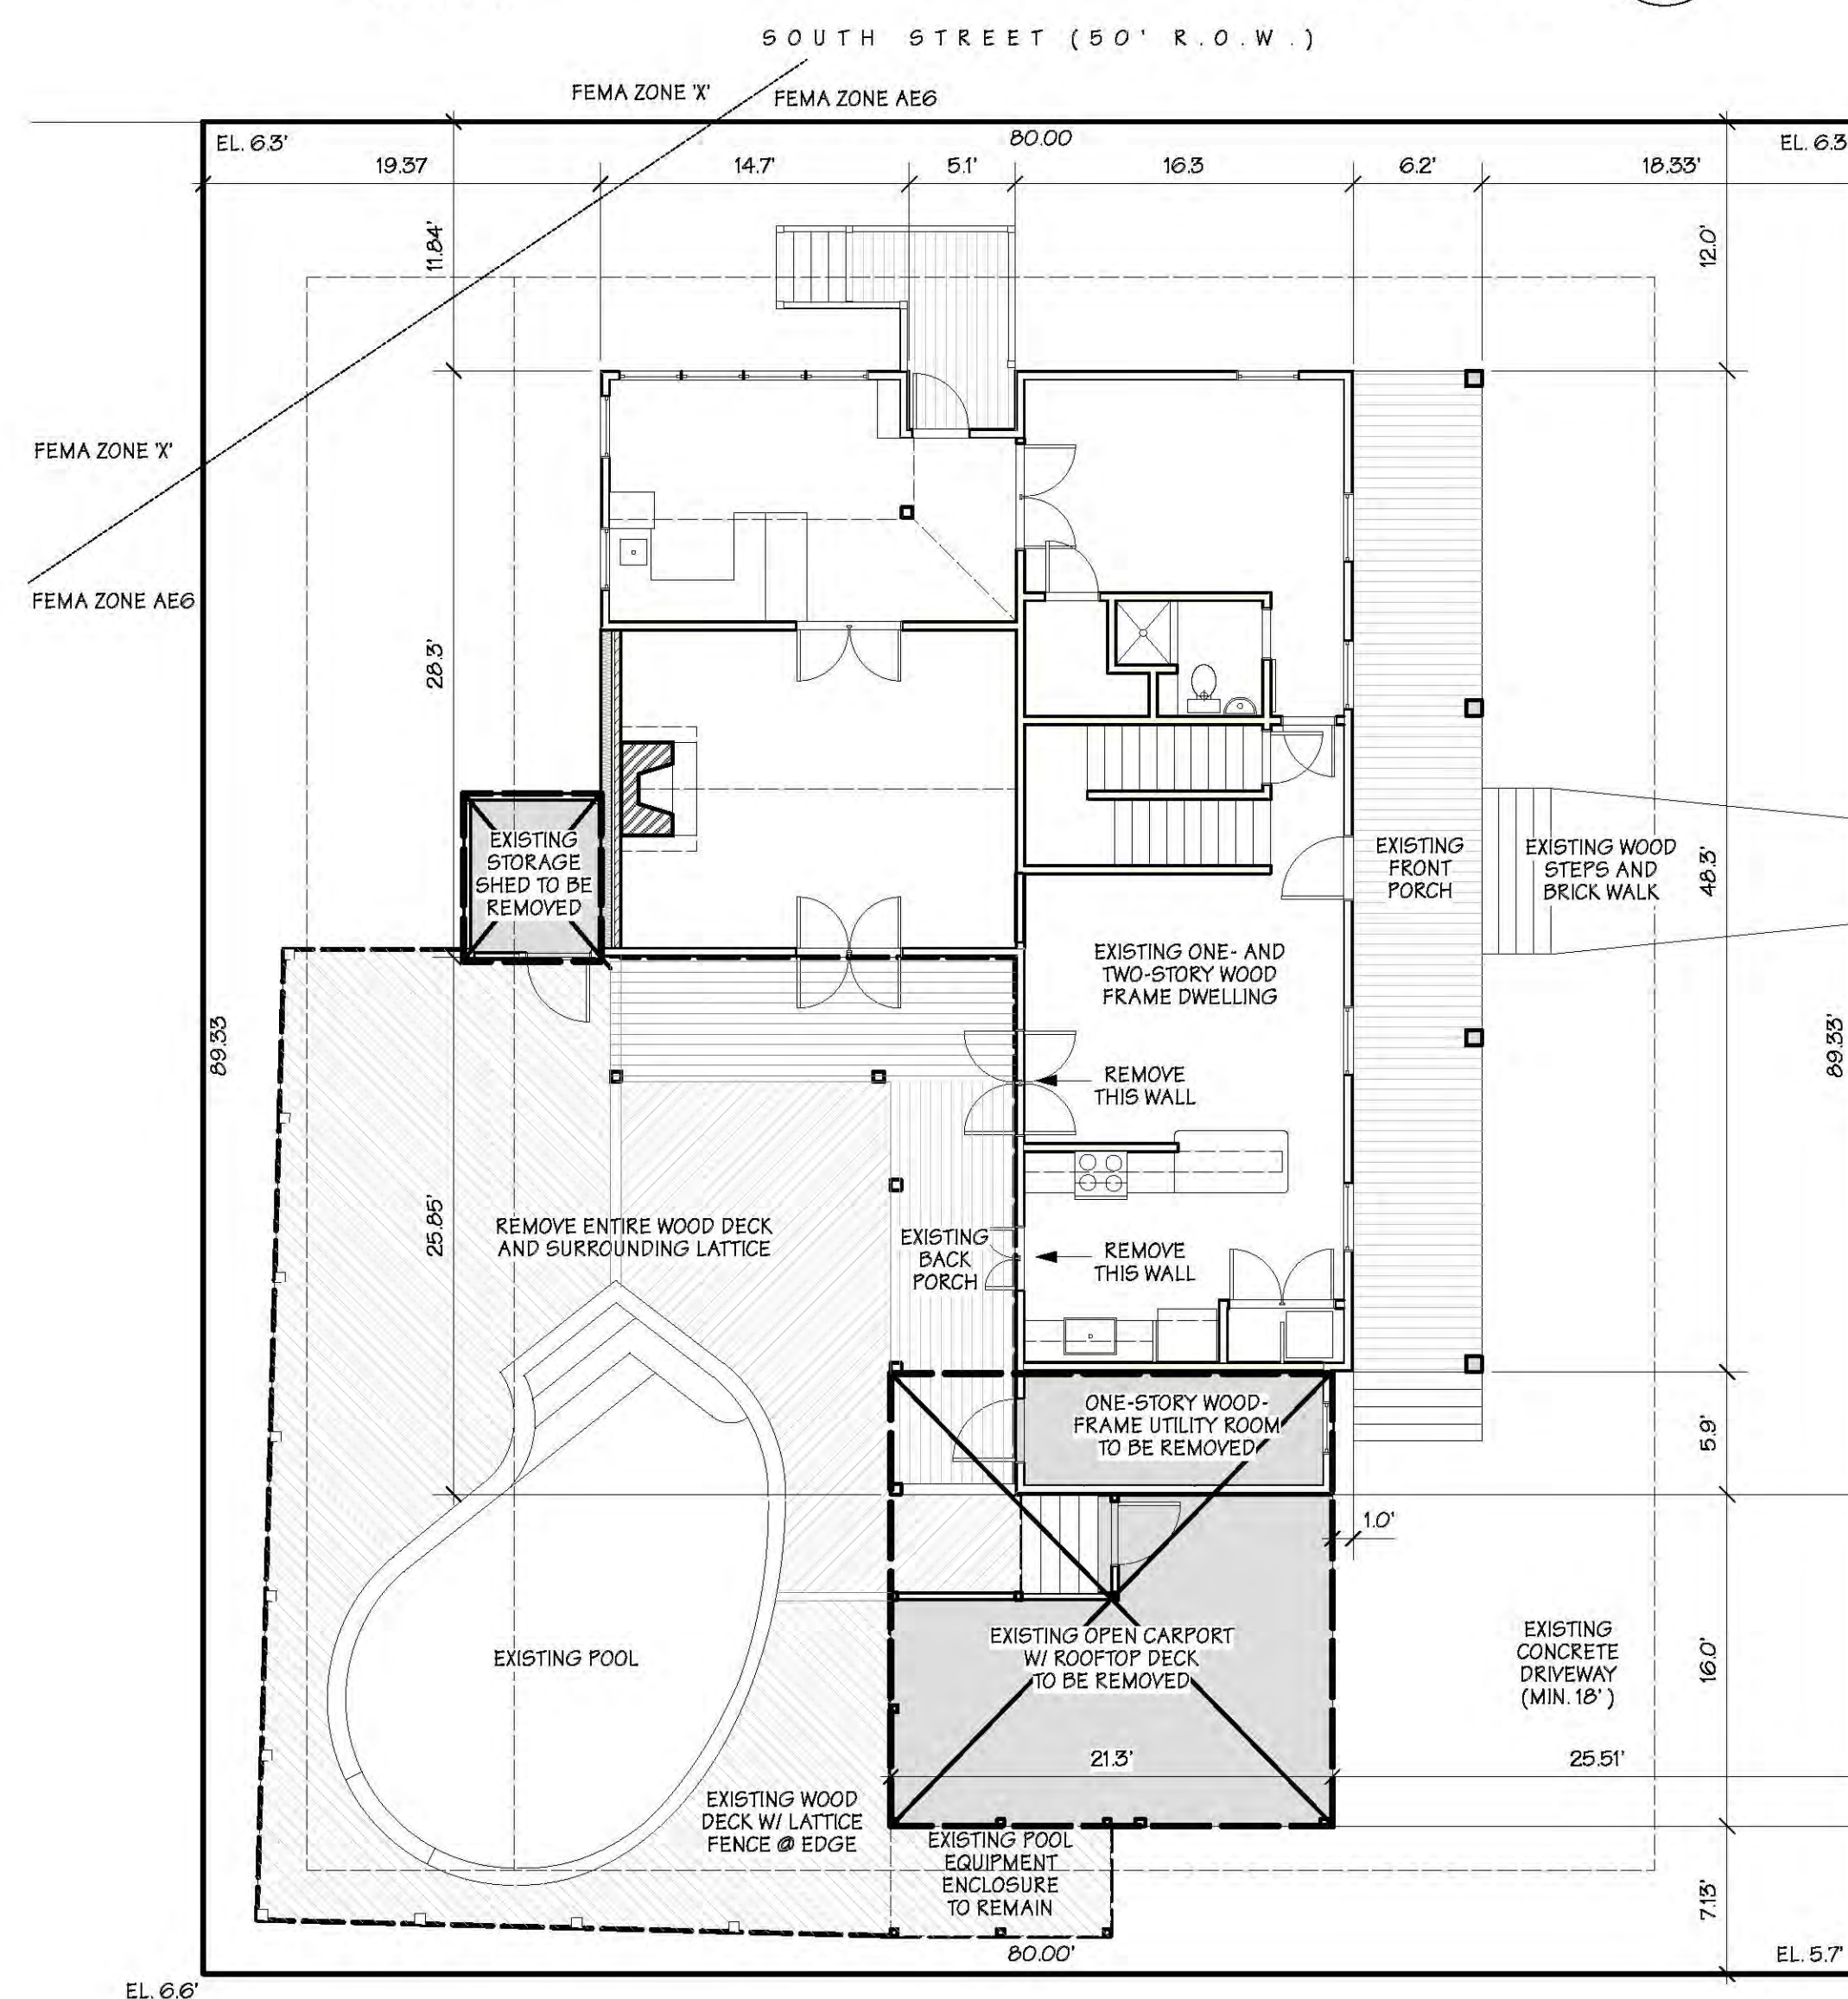 SOUTH STREET (50' R.O.W.)
FEMA ZONE 'X'
FEMA ZONE AE6
EL. 6.3'
80.00
EL. 6.3
19.37
14.7'
5.1'
16.3
6.2'
18.33'
11.84'
12.0'
FEMA ZONE 'X'
FEMA ZONE AE6
28.3'
EXISTING
STORAGE
SHED TO BE
REMOVED
EXISTING
FRONT
PORCH
EXISTING WOOD
STEPS AND
BRICK WALK
48.3'
EXISTING ONE- AND
TWO-STORY WOOD
FRAME DWELLING
89.33
89.33'
REMOVE
THIS WALL
25.85'
REMOVE ENTIRE WOOD DECK
AND SURROUNDING LATTICE
EXISTING
BACK
PORCH
REMOVE
THIS WALL
ONE-STORY WOOD-
FRAME UTILITY ROOM
TO BE REMOVED
5.9'
1.0'
EXISTING POOL
EXISTING OPEN CARPORT
W/ ROOFTOP DECK
TO BE REMOVED
EXISTING
CONCRETE
DRIVEWAY
(MIN. 18' )
16.0'
21.3'
25.51'
EXISTING WOOD
DECK W/ LATTICE
FENCE @ EDGE
EXISTING POOL
EQUIPMENT
ENCLOSURE
TO REMAIN
7.13'
80.00'
EL. 5.7'
EL. 6.6'